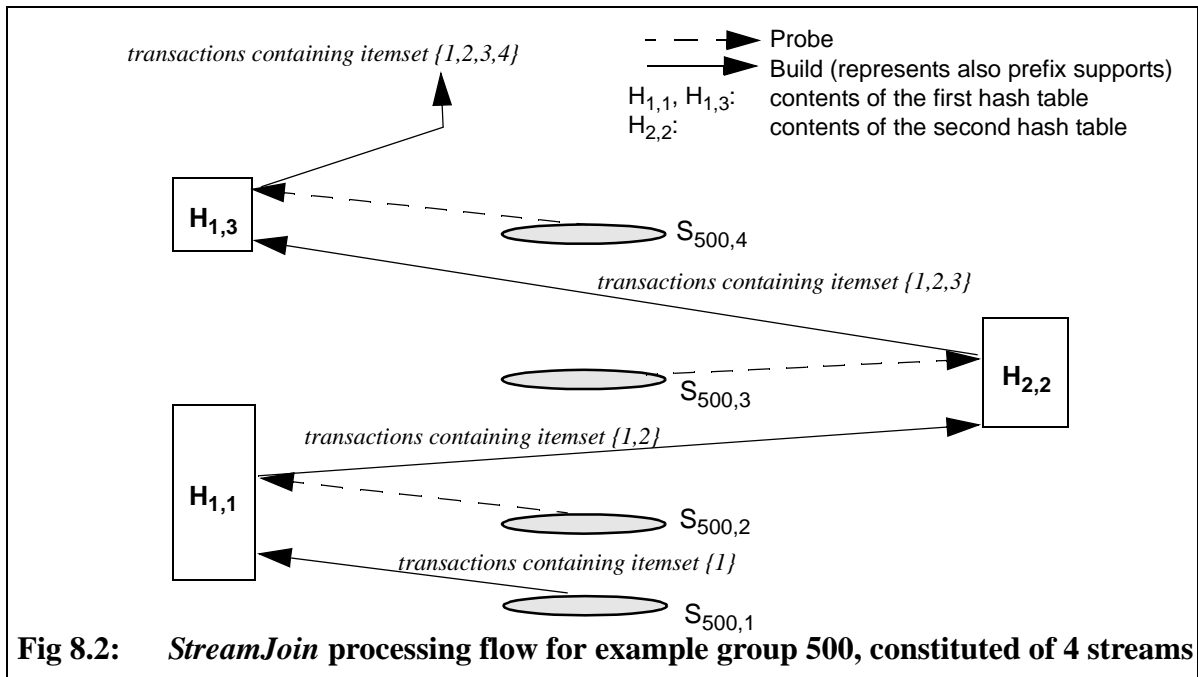 transactions containing itemset {1,2,3,4}
Probe
Build (represents also prefix supports)
H1,1, H1,3: contents of the first hash table
H2,2: contents of the second hash table
H1,3
S500,4
transactions containing itemset {1,2,3}
H2,2
S500,3
transactions containing itemset {1,2}
H1,1
S500,2
transactions containing itemset {1}
S500,1
Fig 8.2: StreamJoin processing flow for example group 500, constituted of 4 streams